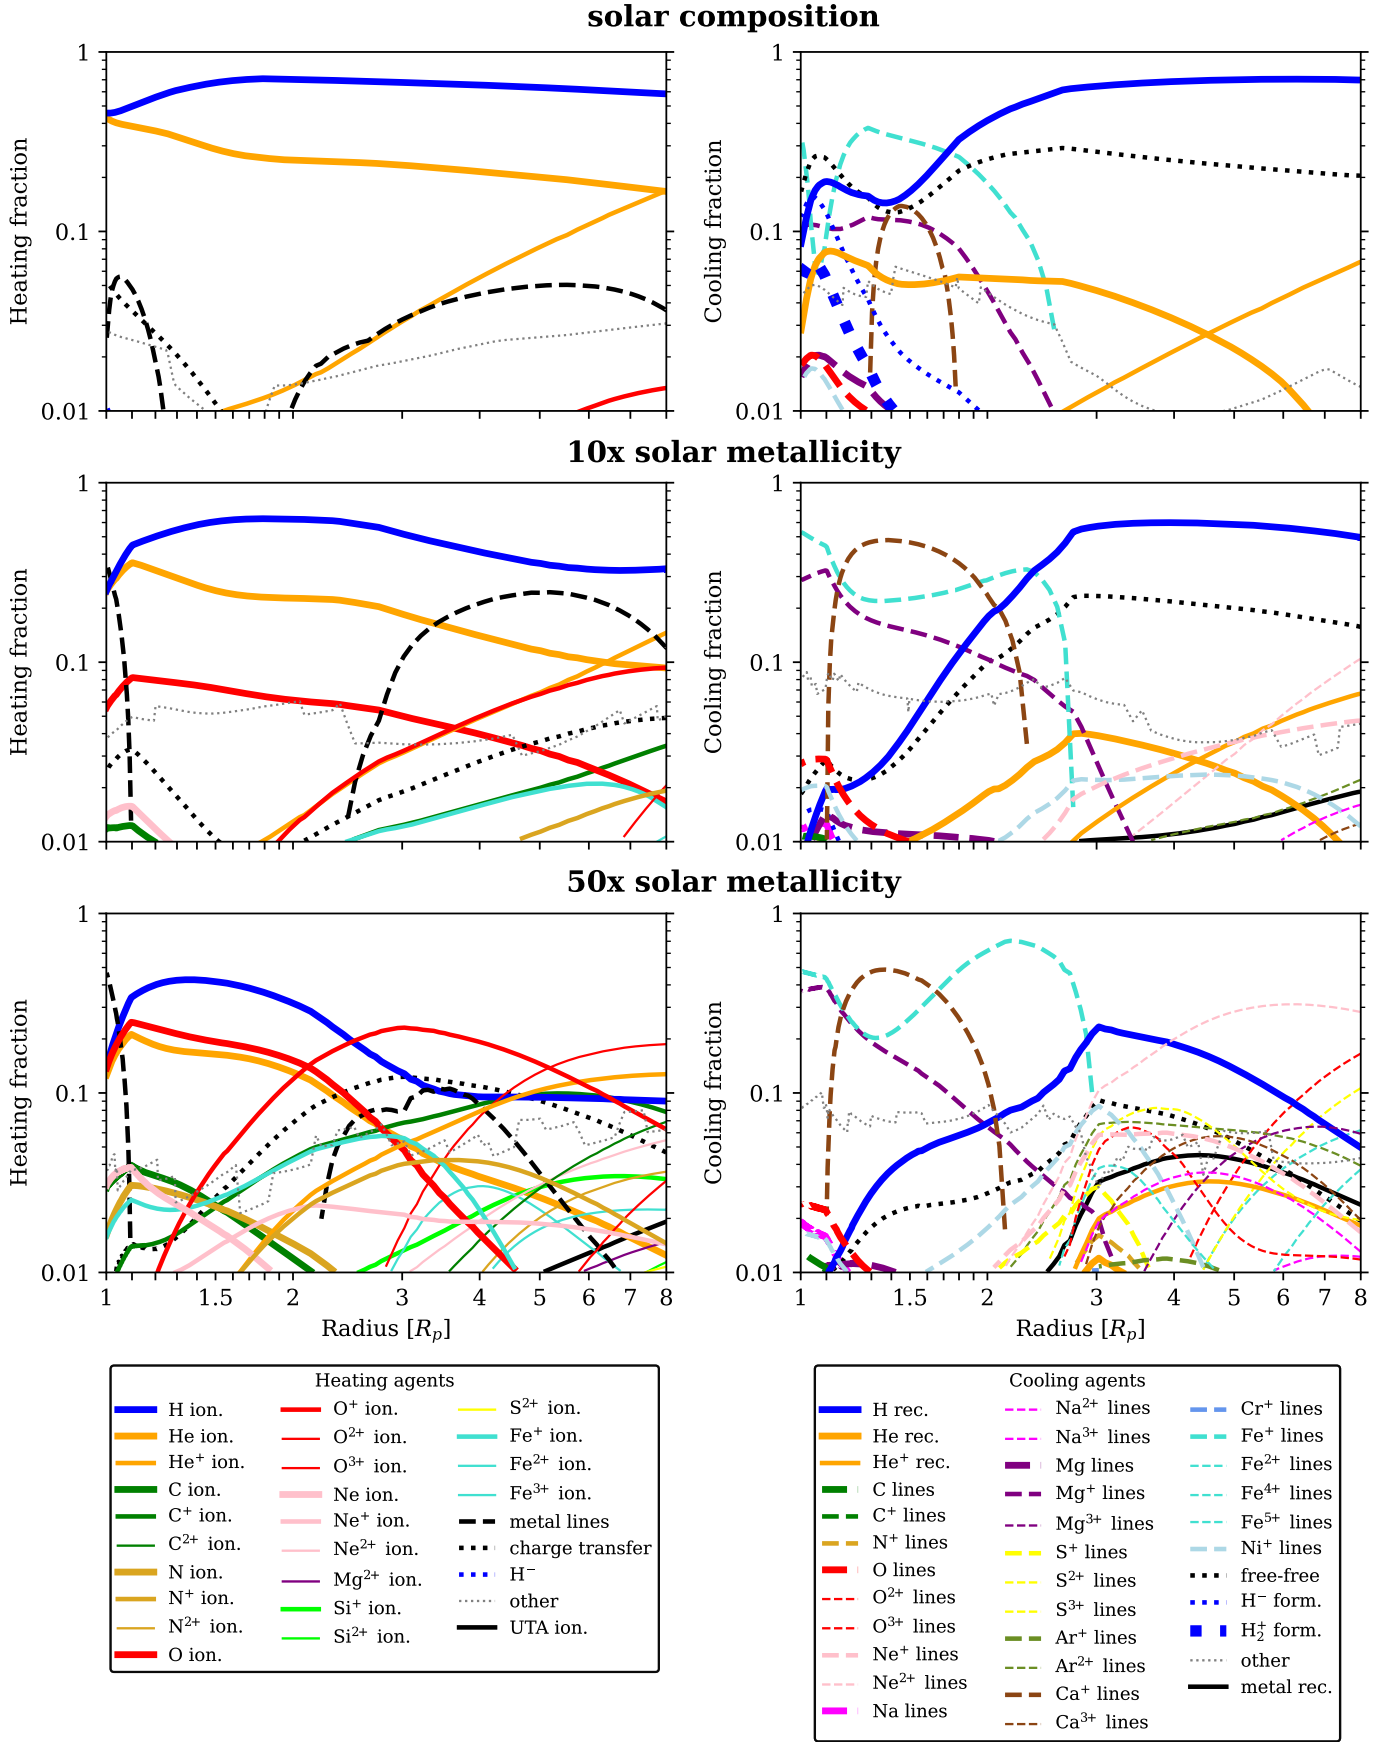 solar composition
1
0.1
0.01
Heating fraction
1
0.1
0.01
Cooling fraction
10x solar metallicity
1
0.1
0.01
Heating fraction
1
0.1
0.01
Cooling fraction
50x solar metallicity
1
0.1
0.01
Heating fraction
1 1.5 2 3 4 5 6 7 8
Radius [Rₚ]
1
0.1
0.01
Cooling fraction
1 1.5 2 3 4 5 6 7 8
Radius [Rₚ]
Heating agents
H ion.
He ion.
He⁺ ion.
C ion.
C⁺ ion.
C²⁺ ion.
N ion.
N⁺ ion.
N²⁺ ion.
O ion.
O⁺ ion.
O²⁺ ion.
O³⁺ ion.
Ne ion.
Ne⁺ ion.
Ne²⁺ ion.
Mg²⁺ ion.
Si⁺ ion.
Si²⁺ ion.
S²⁺ ion.
Fe⁺ ion.
Fe²⁺ ion.
Fe³⁺ ion.
metal lines
charge transfer
H⁻
other
UTA ion.
Cooling agents
H rec.
He rec.
He⁺ rec.
C lines
C⁺ lines
N⁺ lines
O lines
O²⁺ lines
O³⁺ lines
Ne⁺ lines
Ne²⁺ lines
Na lines
Na²⁺ lines
Na³⁺ lines
Mg lines
Mg⁺ lines
Mg³⁺ lines
S⁺ lines
S²⁺ lines
S³⁺ lines
Ar⁺ lines
Ar²⁺ lines
Ca⁺ lines
Ca³⁺ lines
Cr⁺ lines
Fe⁺ lines
Fe²⁺ lines
Fe⁴⁺ lines
Fe⁵⁺ lines
Ni⁺ lines
free-free
H⁻ form.
H₂⁺ form.
other
metal rec.